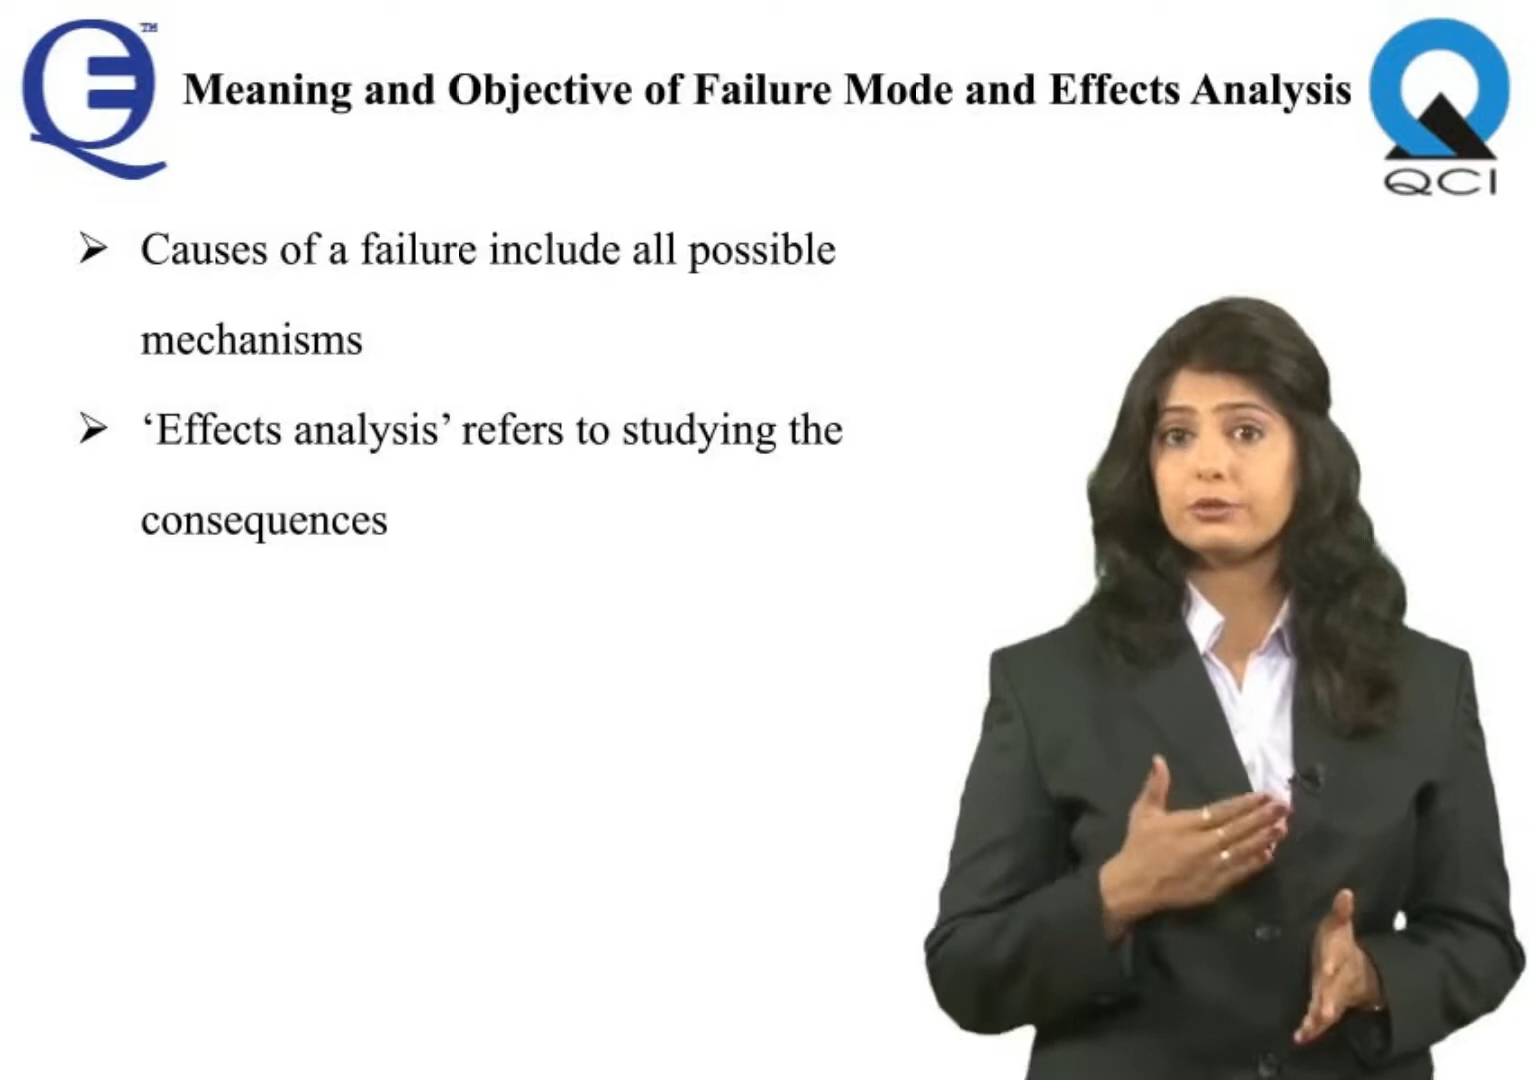 TM
Meaning and Objective of Failure Mode and Effects Analysis
QCI
Causes of a failure include all possible
mechanisms
‘Effects analysis’ refers to studying the
consequences